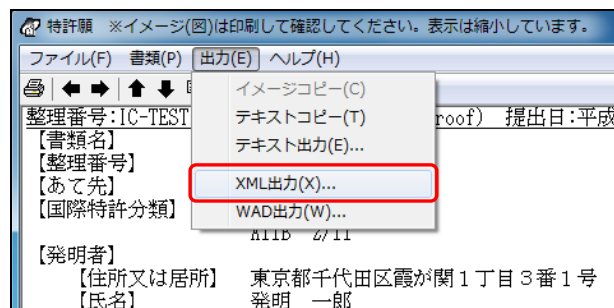 特許願 ※イメージ(図)は印刷して確認してください。表示は縮小しています。
ファイル(F) 書類(P) 出力(E) ヘルプ(H)
イメージコピー(C)
テキストコピー(T)
テキスト出力(E)...
XML出力(X)...
WAD出力(W)...
整理番号:IC-TEST roof) 提出日:平成
【書類名】
【整理番号】
【あて先】
【国際特許分類】
【発明者】
【住所又は居所】 東京都千代田区霞が関1丁目3番1号
【氏名】 発明 一郎